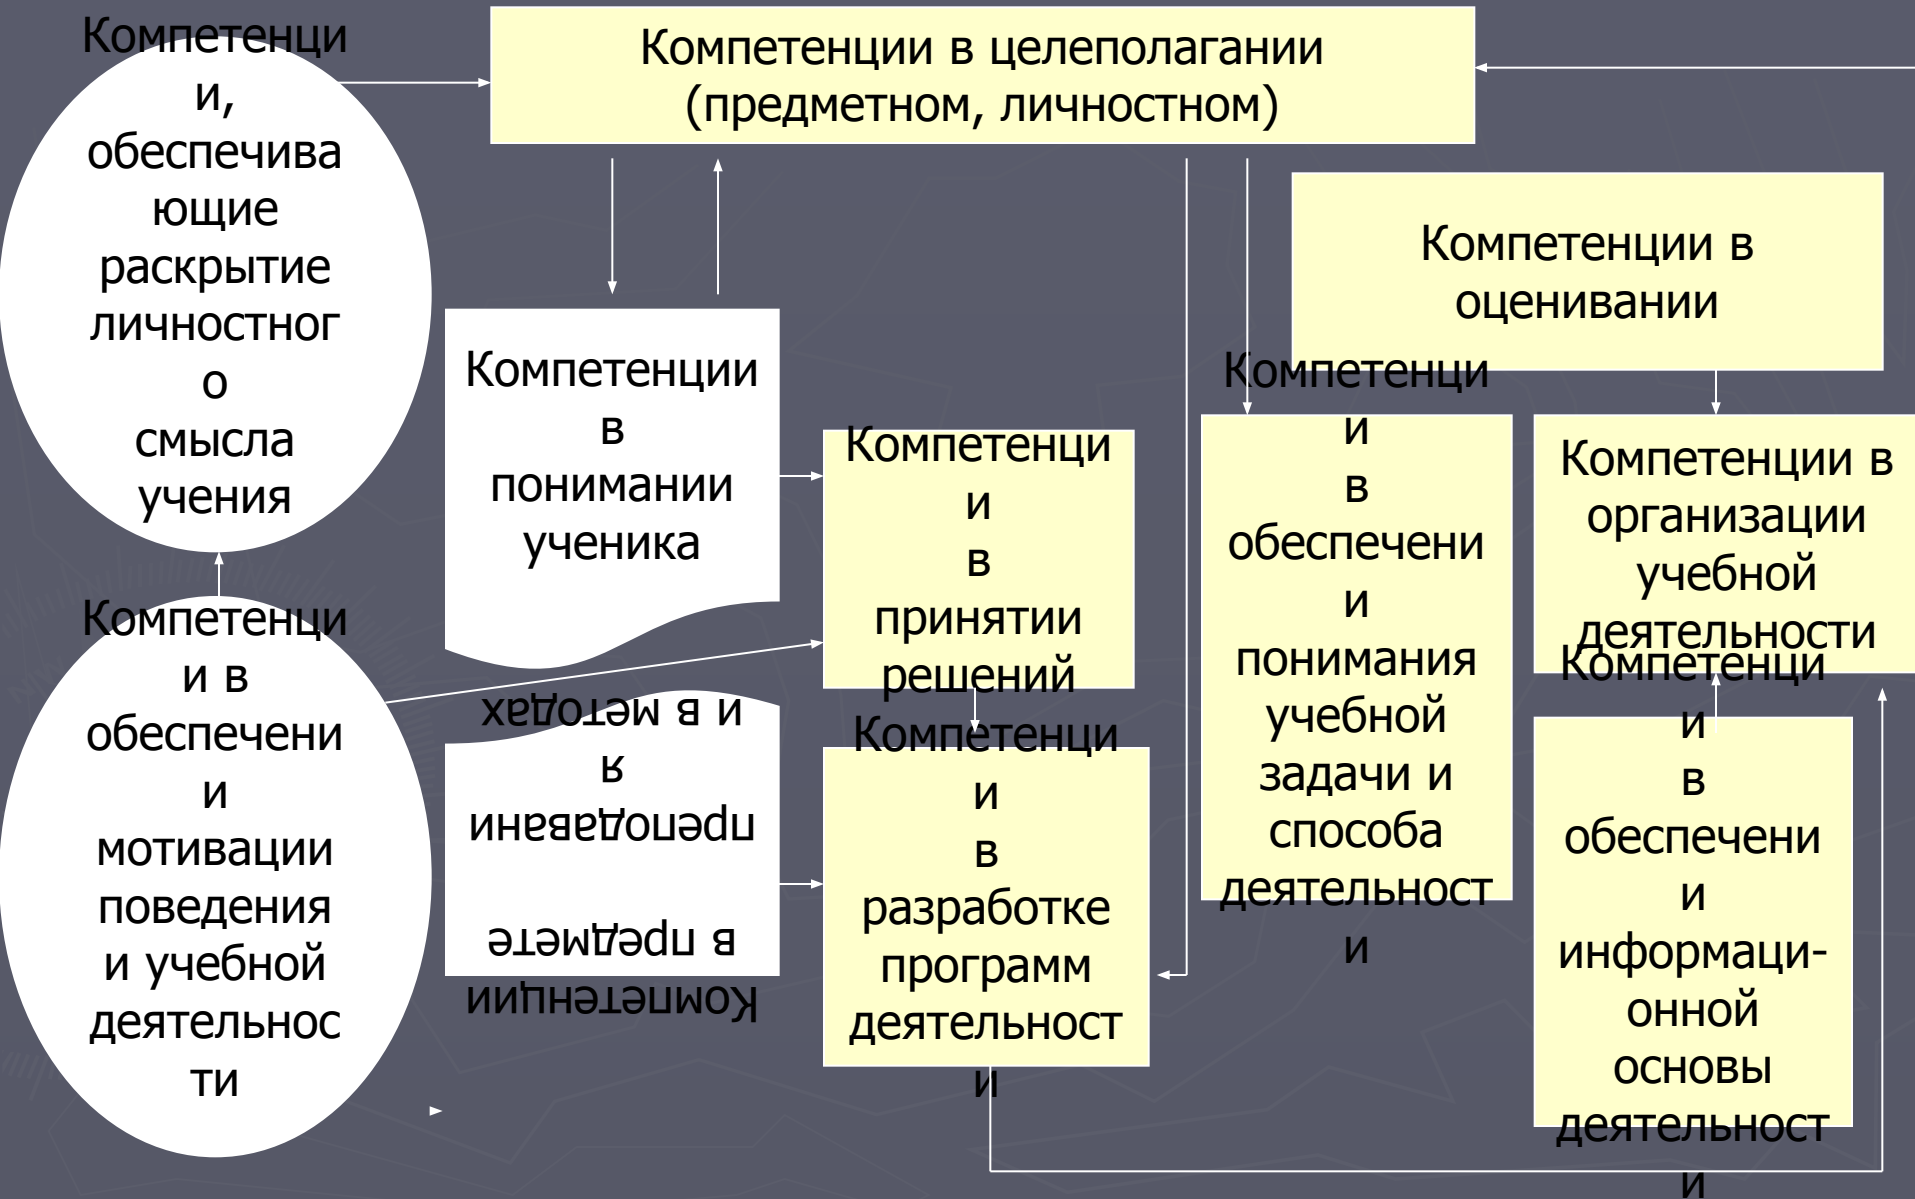 Компетенци
и,
обеспечива
ющие
раскрытие
личностног
о
смысла
учения
Компетенции в целеполагании
(предметном, личностном)
Компетенции в
оценивании
Компетенции
в
понимании
ученика
Компетенци
и
в
принятии
решений
Компетенци
и
в
обеспечени
и
понимания
учебной
задачи и
способа
деятельност
и
Компетенции в
организации
учебной
деятельности
Компетенци
и в
обеспечени
и
мотивации
поведения
и учебной
деятельнос
ти
Компетенции
в предмете
преподавани
я
и в методах
Компетенци
и
в
разработке
программ
деятельност
и
Компетенци
и
в
обеспечени
и
информаци-
онной
основы
деятельност
и